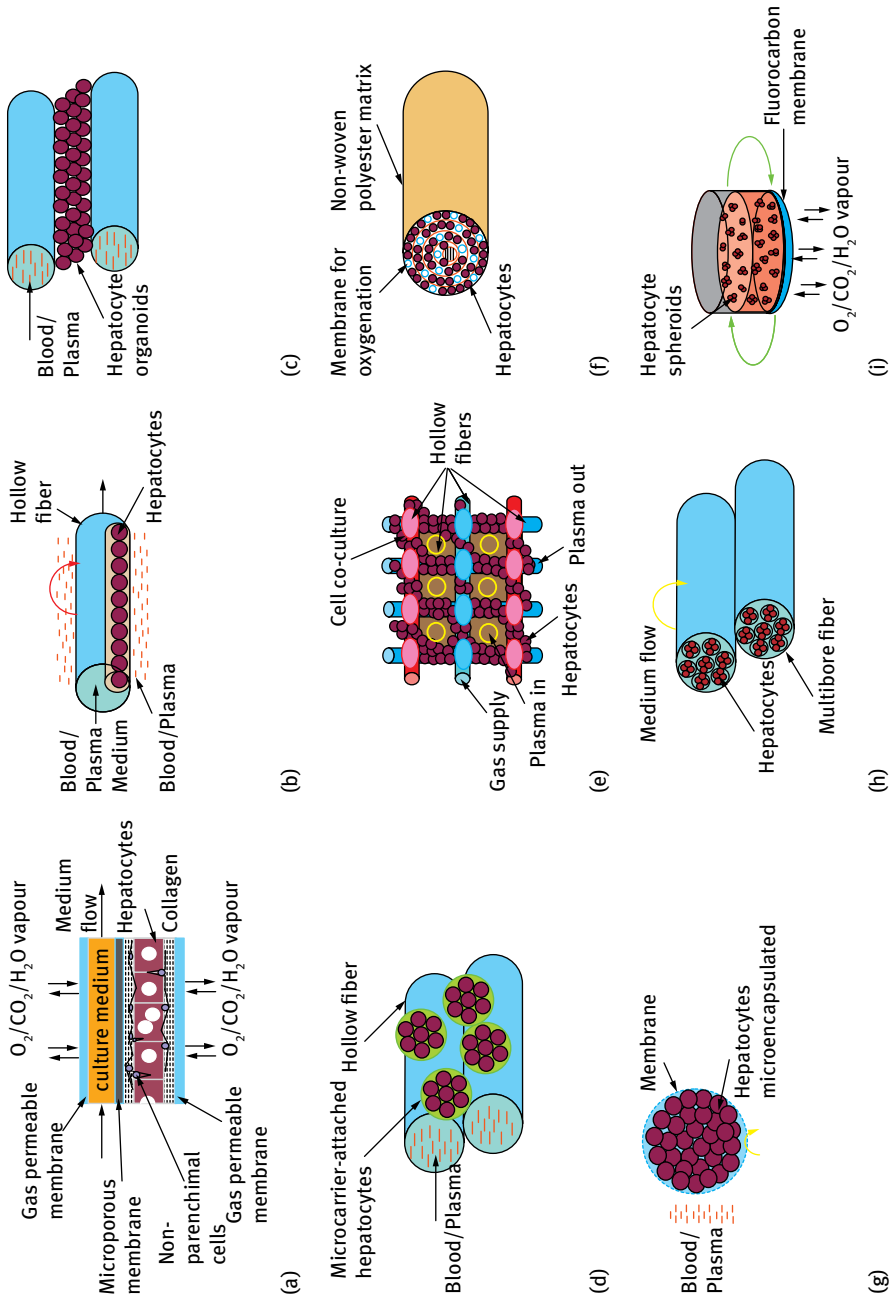 O2/CO2/H2O vapour
Gas permeable
membrane
Medium
flow
culture medium
Microporous
membrane
Hepatocytes
Non-
parenchimal
cells
Collagen
Gas permeable
membrane
O2/CO2/H2O vapour
(a)
Blood/
Plasma
Medium
Hollow
fiber
Hepatocytes
Blood/Plasma
(b)
Blood/
Plasma
Hepatocyte
organoids
(c)
Microcarrier-attached
hepatocytes
Hollow fiber
Blood/Plasma
(d)
Cell co-culture
Hollow
fibers
Gas supply
Plasma in
Hepatocytes
Plasma out
(e)
Membrane for
oxygenation
Non-woven
polyester matrix
Hepatocytes
(f)
Membrane
Blood/
Plasma
Hepatocytes
microencapsulated
(g)
Medium flow
Hepatocytes
Multibore fiber
(h)
Hepatocyte
spheroids
Fluorocarbon
membrane
O2/CO2/H2O vapour
(i)